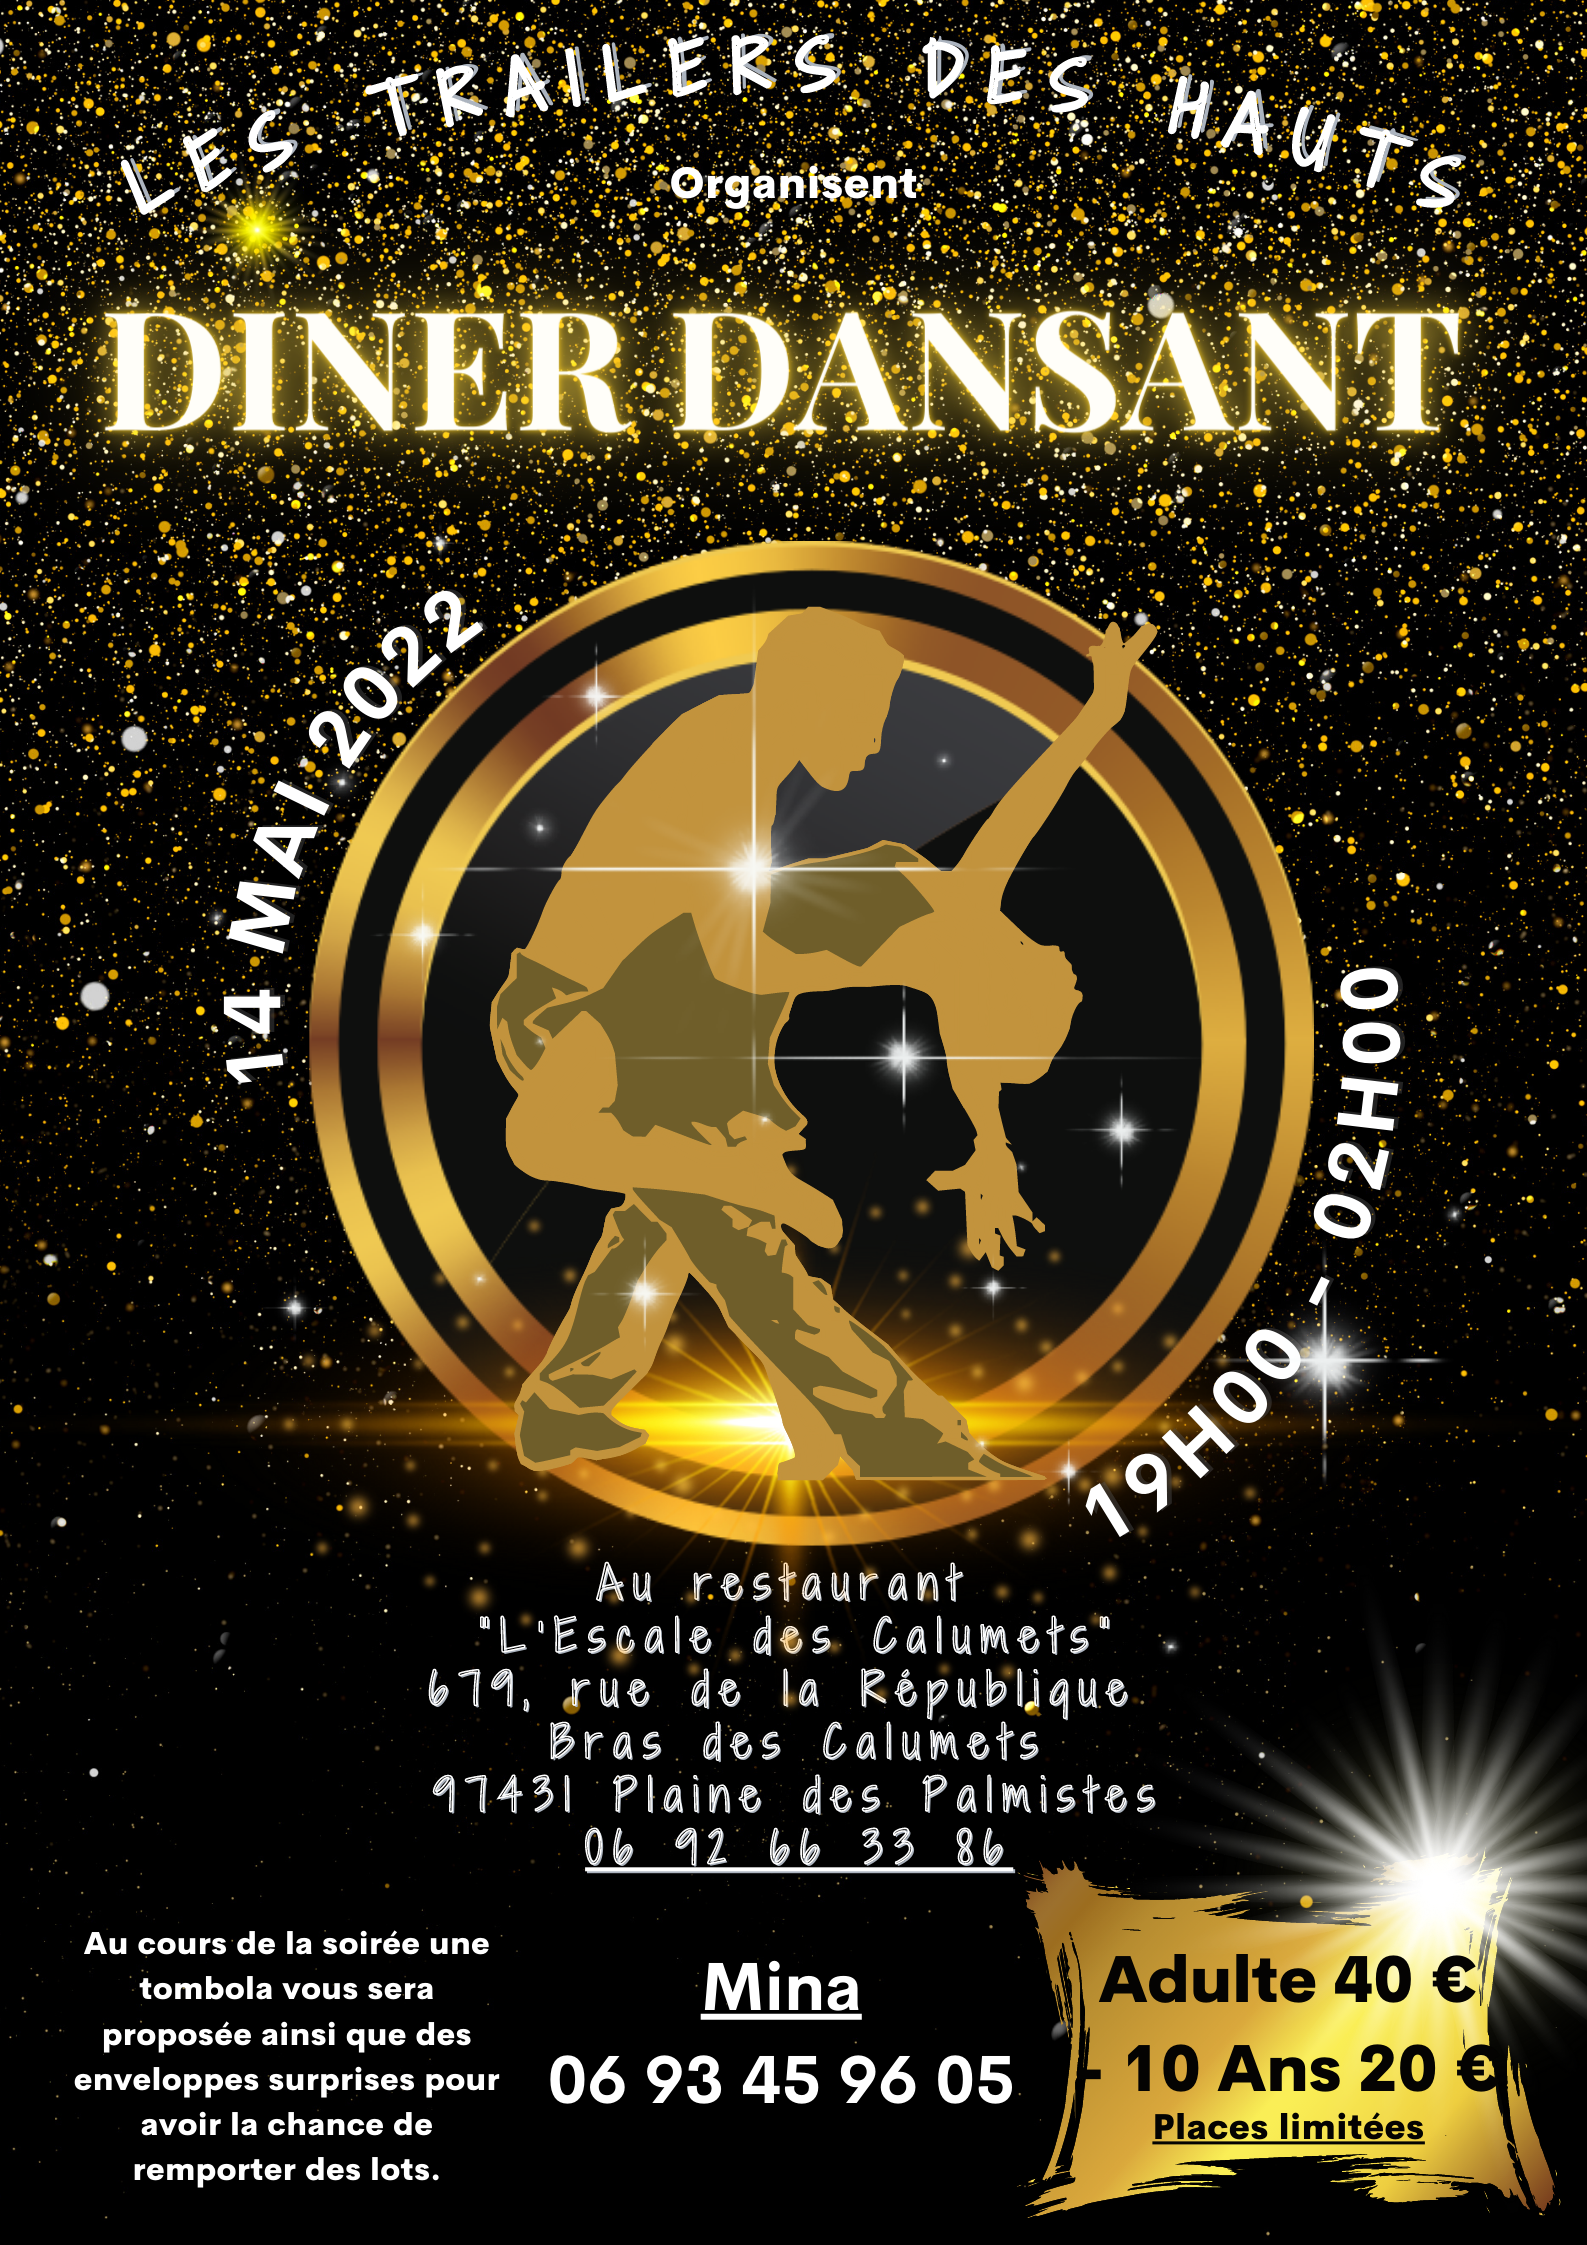 LES TRAILERS DES HAUTS
Organisent
DINER DANSANT
14 MAI 2022
19H00 - 02H00
Au restaurant
"L'Escale des Calumets"
679, rue de la République
Bras des Calumets
97431 Plaine des Palmistes
06 92 66 33 86
Au cours de la soirée une
tombola vous sera
proposée ainsi que des
enveloppes surprises pour
avoir la chance de
remporter des lots.
Mina
06 93 45 96 05
Adulte 40 €
- 10 Ans 20 €
Places limitées